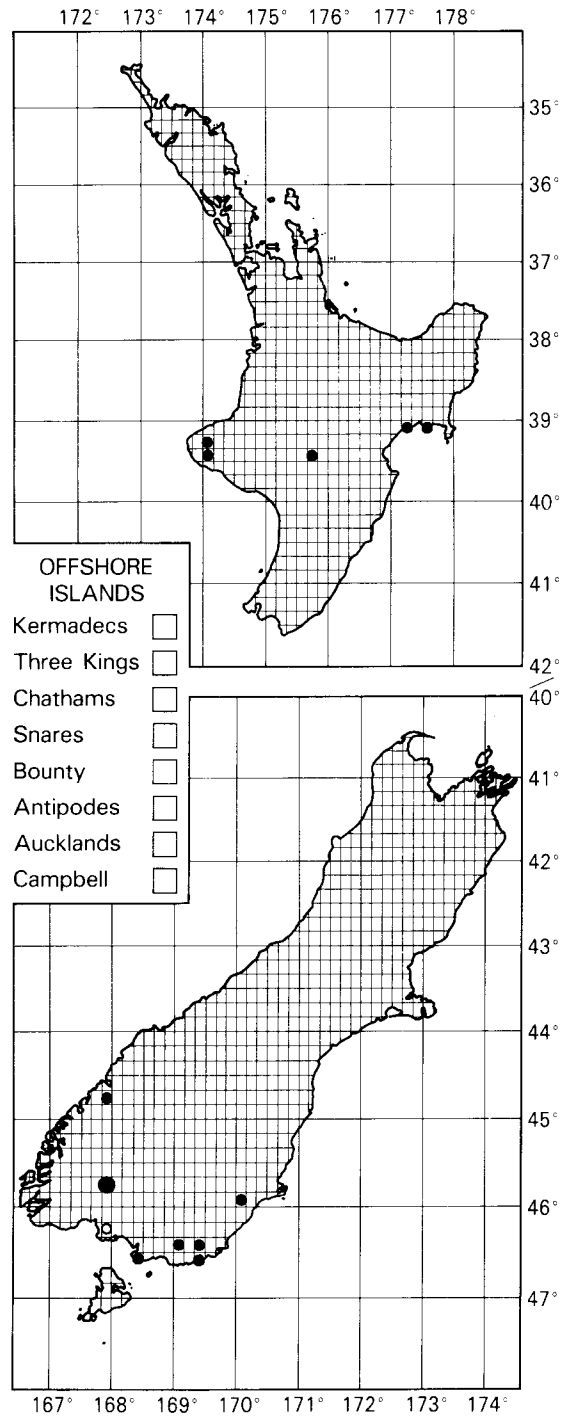 172° 173° 174° 175° 176° 177° 178°
35°
36°
37°
38°
39°
40°
41°
42°
OFFSHORE
ISLANDS
Kermadecs
Three Kings
Chathams
Snares
Bounty
Antipodes
Aucklands
Campbell
40°
41°
42°
43°
44°
45°
46°
47°
167° 168° 169° 170° 171° 172° 173° 174°